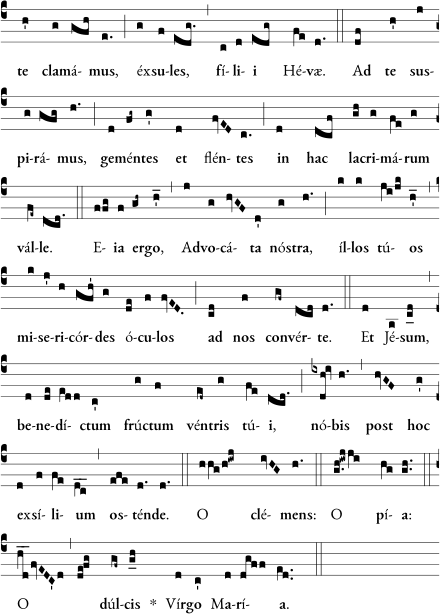 te clamá- mus, éxsu- les, fí- li- i Hé- væ. Ad te sus-
pi- rá- mus, geméntes et flén- tes in hac lacri- má- rum
vál- le. E- ia ergo, Advo- cá- ta nóstra, íl- los tú- os
mi- se- ri- cór- des ó- cu- los ad nos convér- te. Et Jé- sum,
be- ne- dí- ctum frúctum véntris tú- i, nó- bis post hoc
exsí- li- um os- ténde. O clé- mens: O pí- a:
O dúl- cis * Vírgo Ma- rí- a.